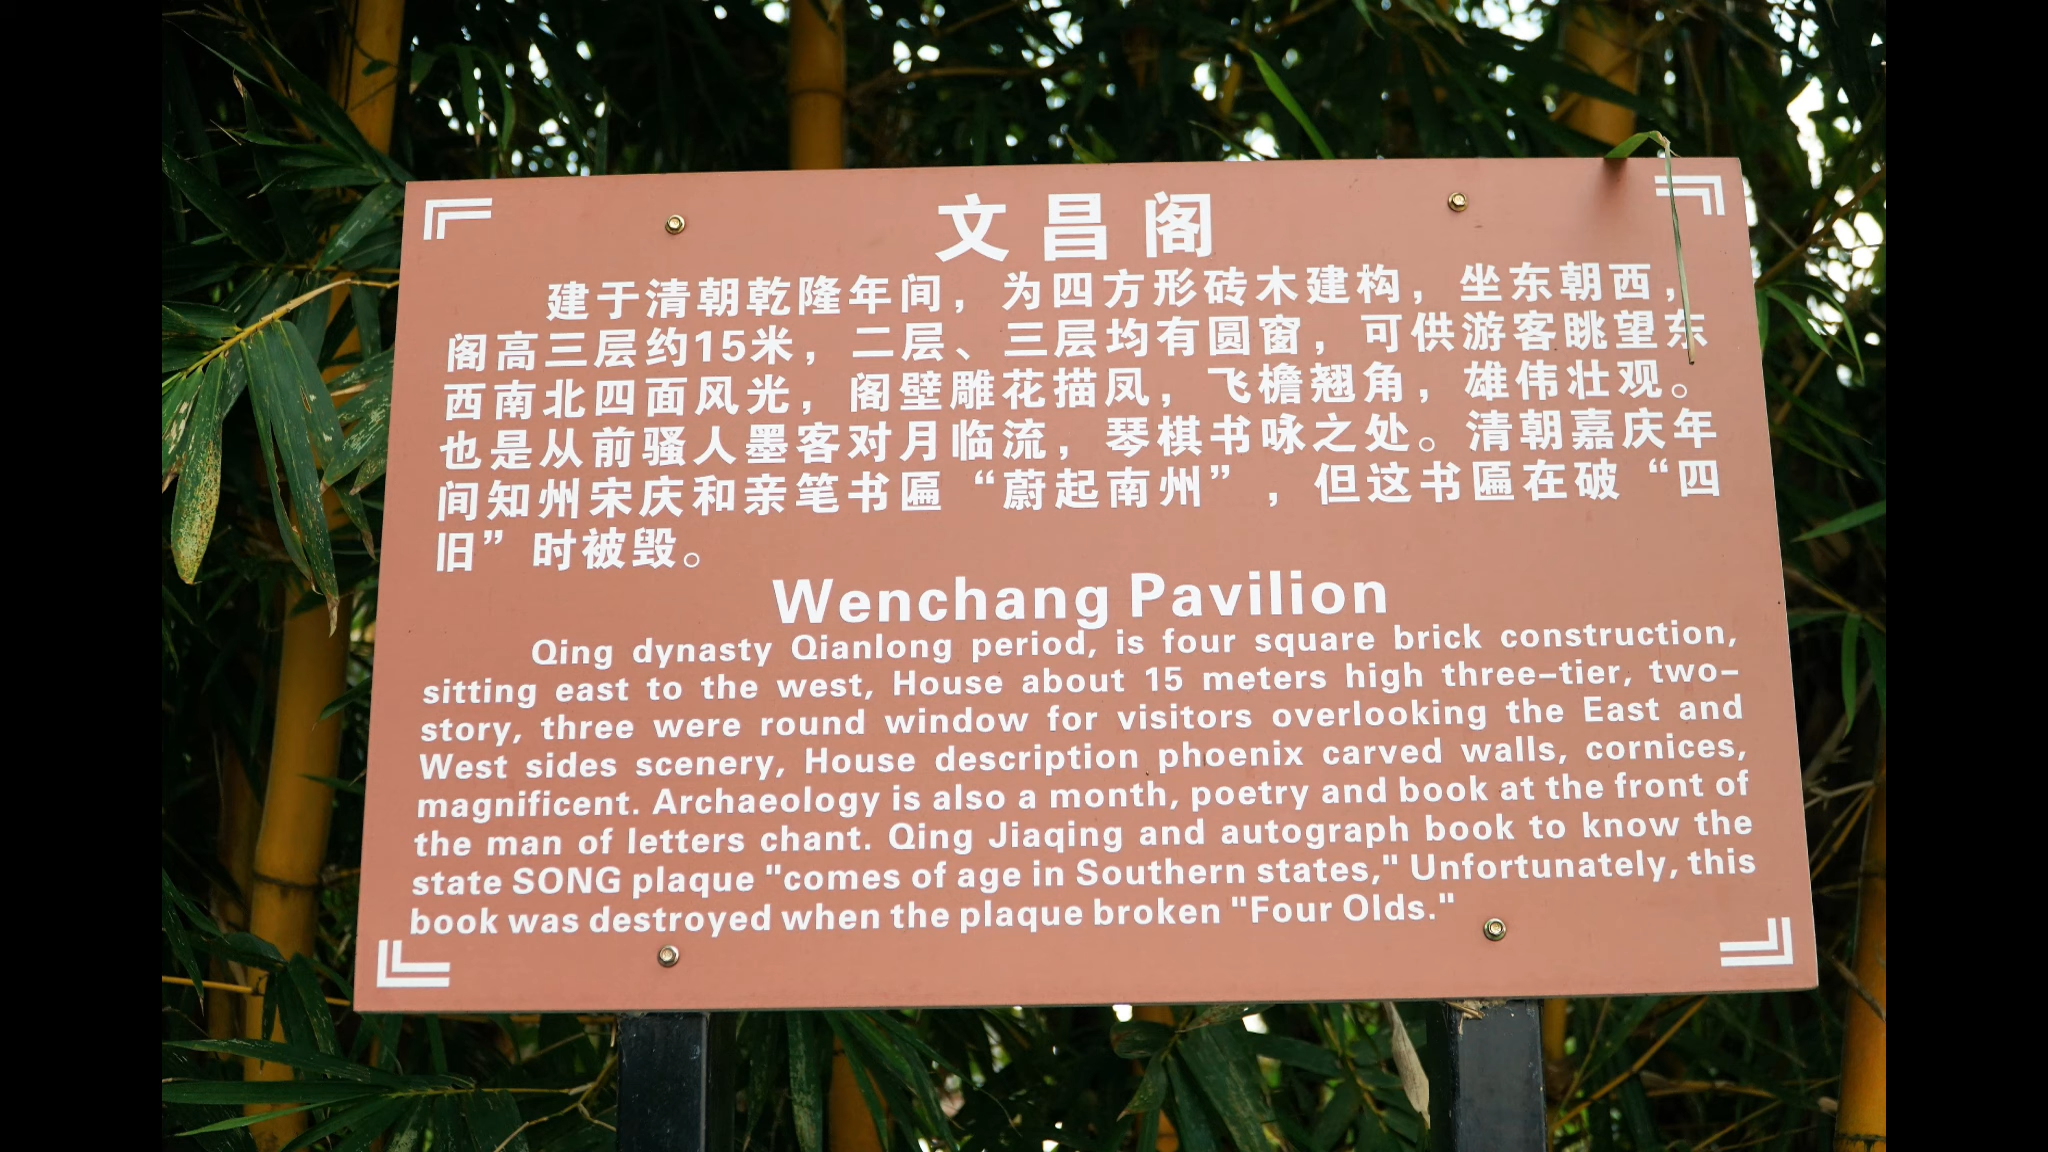 文昌阁
建于清朝乾隆年间，为四方形砖木建构，坐东朝西，
阁高三层约15米，二层、三层均有圆窗，可供游客眺望东
西南北四面风光，阁壁雕花描凤，飞檐翘角，雄伟壮观。
也是从前骚人墨客对月临流，琴棋书咏之处。清朝嘉庆年
间知州宋庆和亲笔书匾“蔚起南州”，但这书匾在破“四
旧”时被毁。
Wenchang Pavilion
Qing dynasty Qianlong period, is four square brick construction,
sitting east to the west, House about 15 meters high three-tier, two-
story, three were round window for visitors overlooking the East and
West sides scenery, House description phoenix carved walls, cornices,
magnificent. Archaeology is also a month, poetry and book at the front of
the man of letters chant. Qing Jiaqing and autograph book to know the
state SONG plaque "comes of age in Southern states," Unfortunately, this
book was destroyed when the plaque broken "Four Olds."